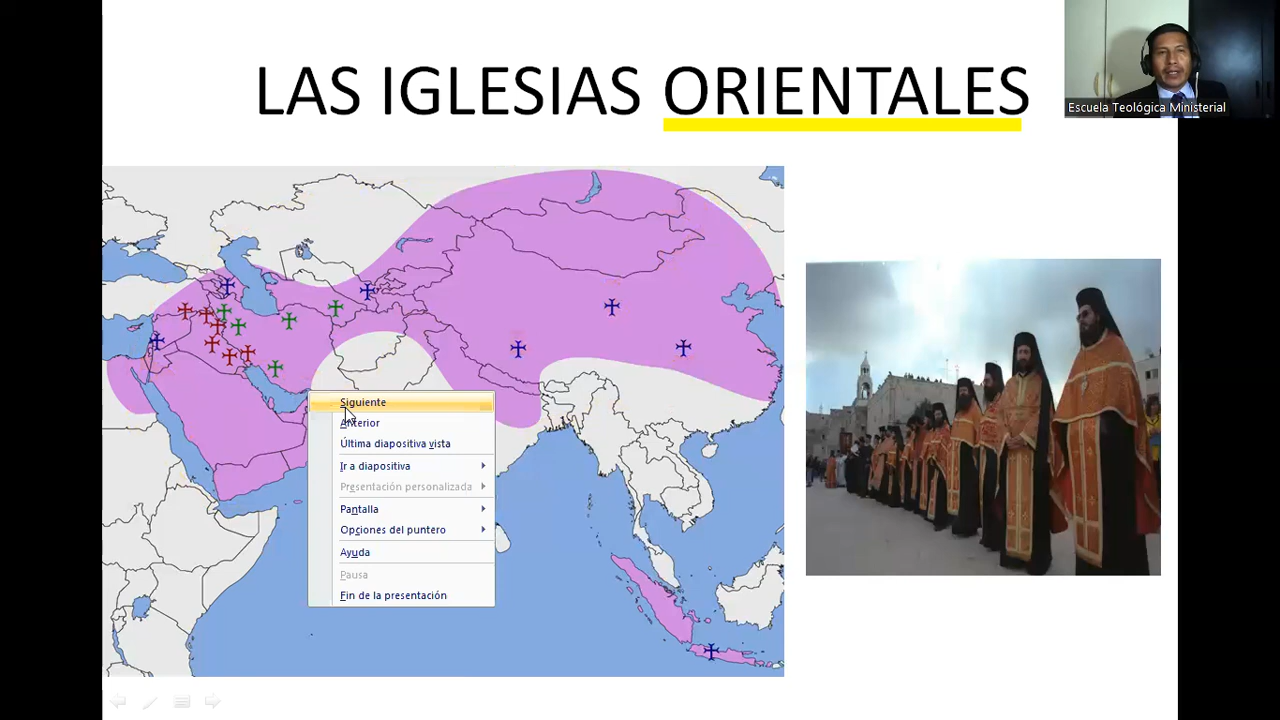 LAS IGLESIAS ORIENTALES
Escuela Teológica Ministerial
Siguiente
Anterior
Última diapositiva vista
Ir a diapositiva
Presentación personalizada
Pantalla
Opciones del puntero
Ayuda
Pausa
Fin de la presentación